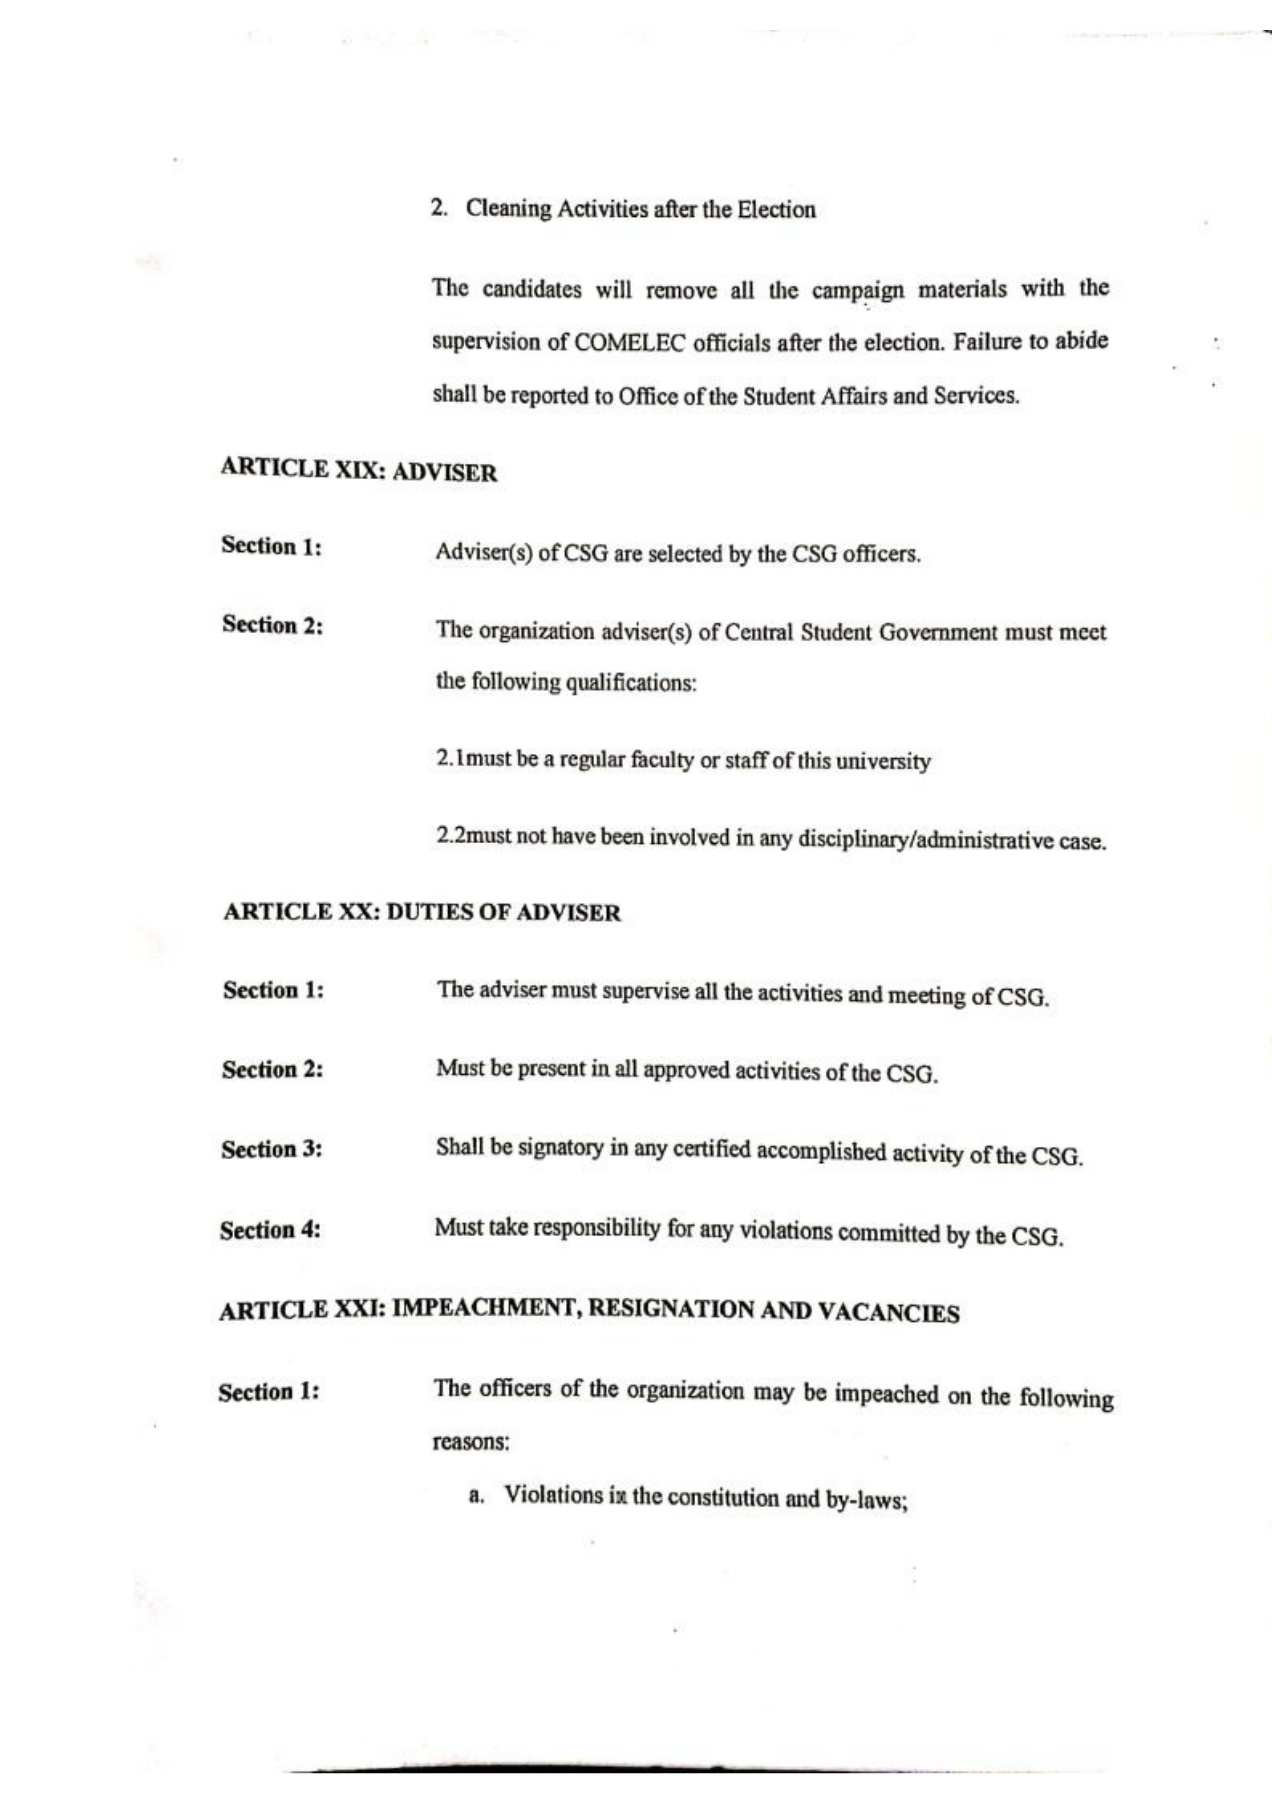 2. Cleaning Activities after the Election
The candidates will remove all the campaign materials with the
supervision of COMELEC officials after the election. Failure to abide
shall be reported to Office of the Student Affairs and Services.
ARTICLE XIX: ADVISER
Section 1: Adviser(s) of CSG are selected by the CSG officers.
Section 2: The organization adviser(s) of Central Student Government must meet
the following qualifications:
2.1must be a regular faculty or staff of this university
2.2must not have been involved in any disciplinary/administrative case.
ARTICLE XX: DUTIES OF ADVISER
Section 1: The adviser must supervise all the activities and meeting of CSG.
Section 2: Must be present in all approved activities of the CSG.
Section 3: Shall be signatory in any certified accomplished activity of the CSG.
Section 4: Must take responsibility for any violations committed by the CSG.
ARTICLE XXI: IMPEACHMENT, RESIGNATION AND VACANCIES
Section 1: The officers of the organization may be impeached on the following
reasons:
a. Violations in the constitution and by-laws;